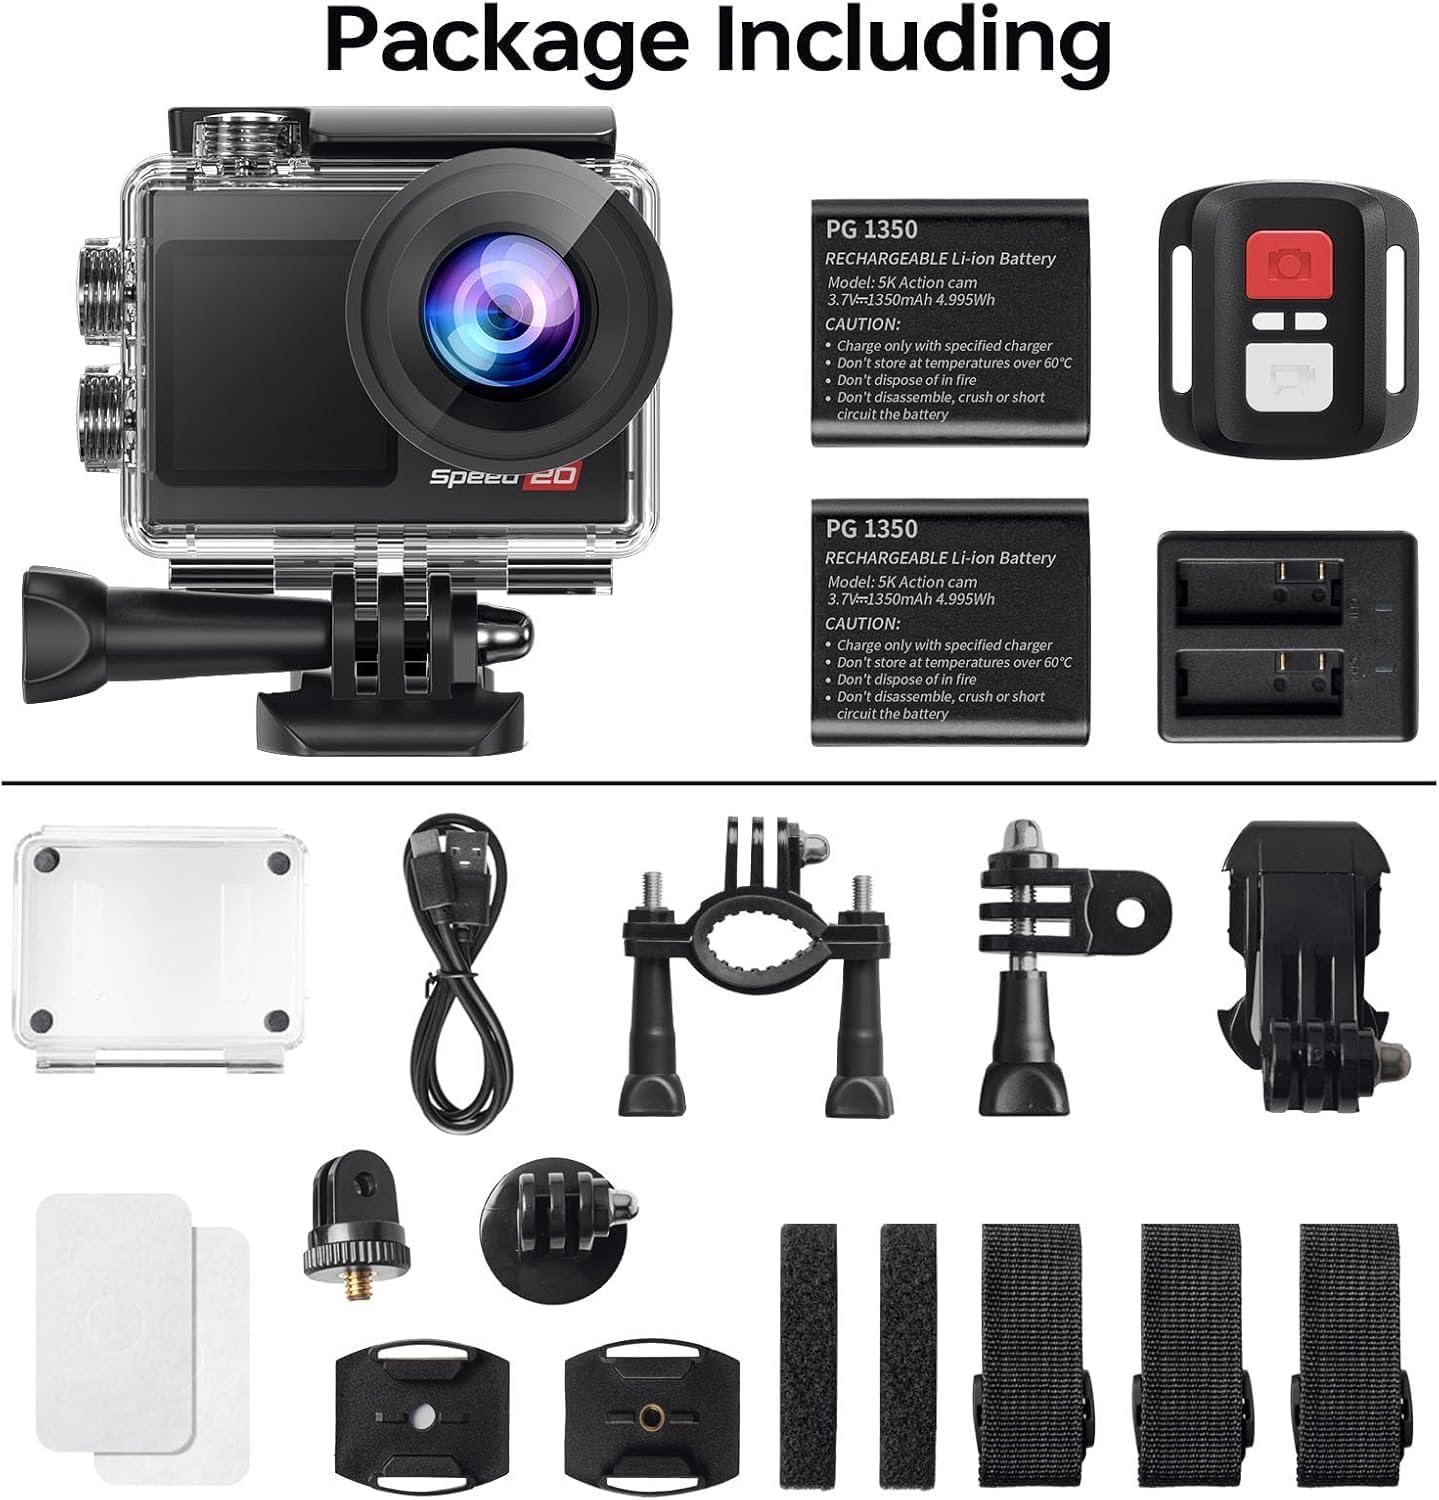 Package Including
Speed 20
PG 1350
RECHARGEABLE Li-ion Battery
Model: 5K Action cam
3.7V⎓1350mAh 4.995Wh
CAUTION:
• Charge only with specified charger
• Don't store at temperatures over 60°C
• Don't dispose of in fire
• Don't disassemble, crush or short
circuit the battery
PG 1350
RECHARGEABLE Li-ion Battery
Model: 5K Action cam
3.7V⎓1350mAh 4.995Wh
CAUTION:
• Charge only with specified charger
• Don't store at temperatures over 60°C
• Don't dispose of in fire
• Don't disassemble, crush or short
circuit the battery
CH1
CH2